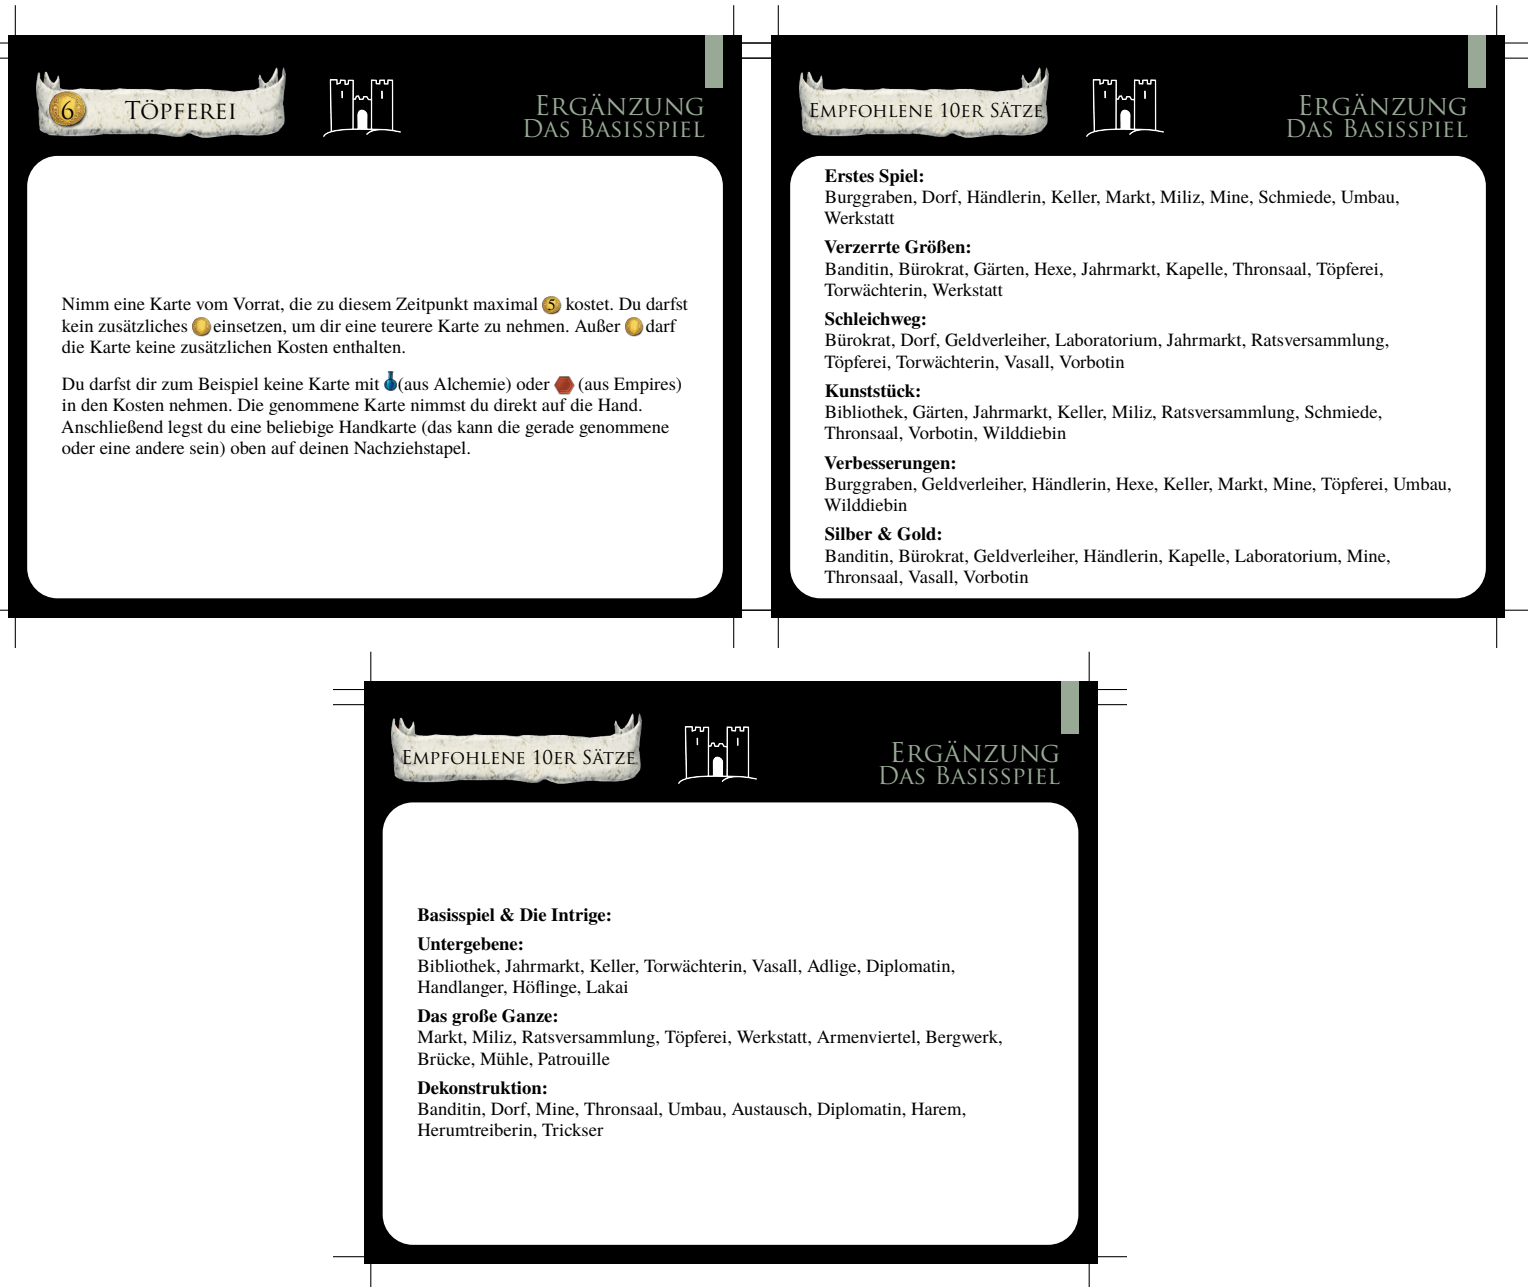 6 TÖPFEREI
ERGÄNZUNG
DAS BASISSPIEL
Nimm eine Karte vom Vorrat, die zu diesem Zeitpunkt maximal 5 kostet. Du darfst
kein zusätzliches einsetzen, um dir eine teurere Karte zu nehmen. Außer darf
die Karte keine zusätzlichen Kosten enthalten.
Du darfst dir zum Beispiel keine Karte mit (aus Alchemie) oder (aus Empires)
in den Kosten nehmen. Die genommene Karte nimmst du direkt auf die Hand.
Anschließend legst du eine beliebige Handkarte (das kann die gerade genommene
oder eine andere sein) oben auf deinen Nachziehstapel.
EMPFOHLENE 10ER SÄTZE
ERGÄNZUNG
DAS BASISSPIEL
Erstes Spiel:
Burggraben, Dorf, Händlerin, Keller, Markt, Miliz, Mine, Schmiede, Umbau,
Werkstatt
Verzerrte Größen:
Banditin, Bürokrat, Gärten, Hexe, Jahrmarkt, Kapelle, Thronsaal, Töpferei,
Torwächterin, Werkstatt
Schleichweg:
Bürokrat, Dorf, Geldverleiher, Laboratorium, Jahrmarkt, Ratsversammlung,
Töpferei, Torwächterin, Vasall, Vorbotin
Kunststück:
Bibliothek, Gärten, Jahrmarkt, Keller, Miliz, Ratsversammlung, Schmiede,
Thronsaal, Vorbotin, Wilddiebin
Verbesserungen:
Burggraben, Geldverleiher, Händlerin, Hexe, Keller, Markt, Mine, Töpferei, Umbau,
Wilddiebin
Silber & Gold:
Banditin, Bürokrat, Geldverleiher, Händlerin, Kapelle, Laboratorium, Mine,
Thronsaal, Vasall, Vorbotin
EMPFOHLENE 10ER SÄTZE
ERGÄNZUNG
DAS BASISSPIEL
Basisspiel & Die Intrige:
Untergebene:
Bibliothek, Jahrmarkt, Keller, Torwächterin, Vasall, Adlige, Diplomatin,
Handlanger, Höflinge, Lakai
Das große Ganze:
Markt, Miliz, Ratsversammlung, Töpferei, Werkstatt, Armenviertel, Bergwerk,
Brücke, Mühle, Patrouille
Dekonstruktion:
Banditin, Dorf, Mine, Thronsaal, Umbau, Austausch, Diplomatin, Harem,
Herumtreiberin, Trickser